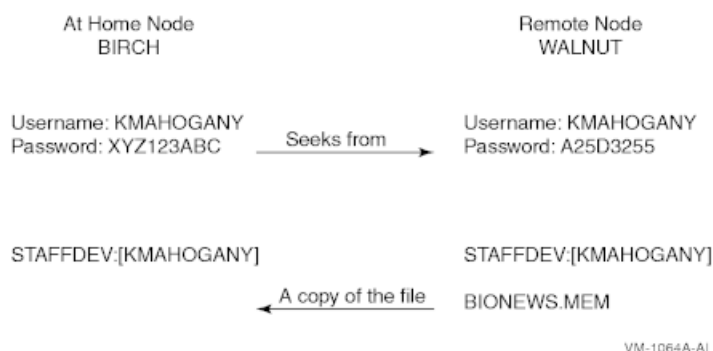 At Home Node
BIRCH
Remote Node
WALNUT
Username: KMAHOGANY
Password: XYZ123ABC
Seeks from
Username: KMAHOGANY
Password: A25D3255
STAFFDEV:[KMAHOGANY]
STAFFDEV:[KMAHOGANY]
A copy of the file
BIONEWS.MEM
VM-1064A-AI